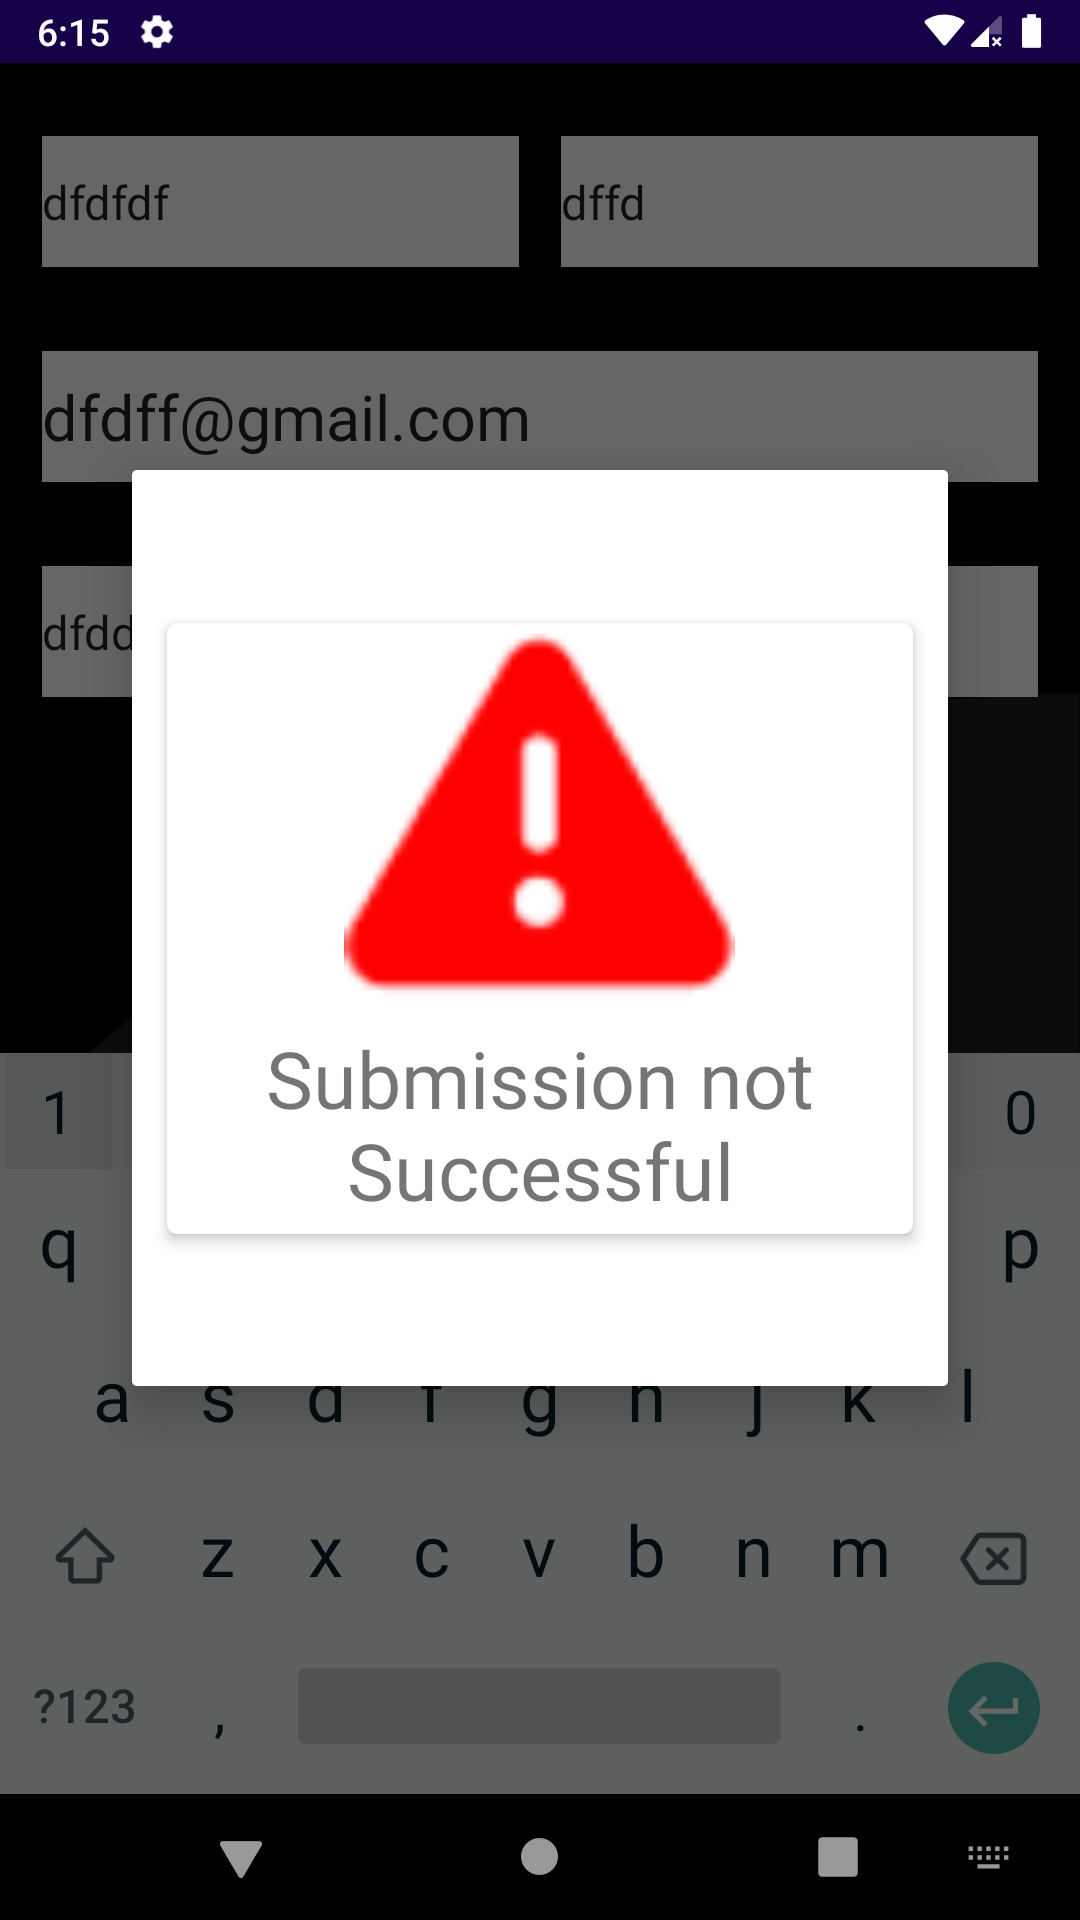 6:15
dfdfdf dffd
dfdff@gmail.com
dfdd
Submission not
Successful
1 0
q p
a s d f g h j k l
z x c v b n m
?123 , .